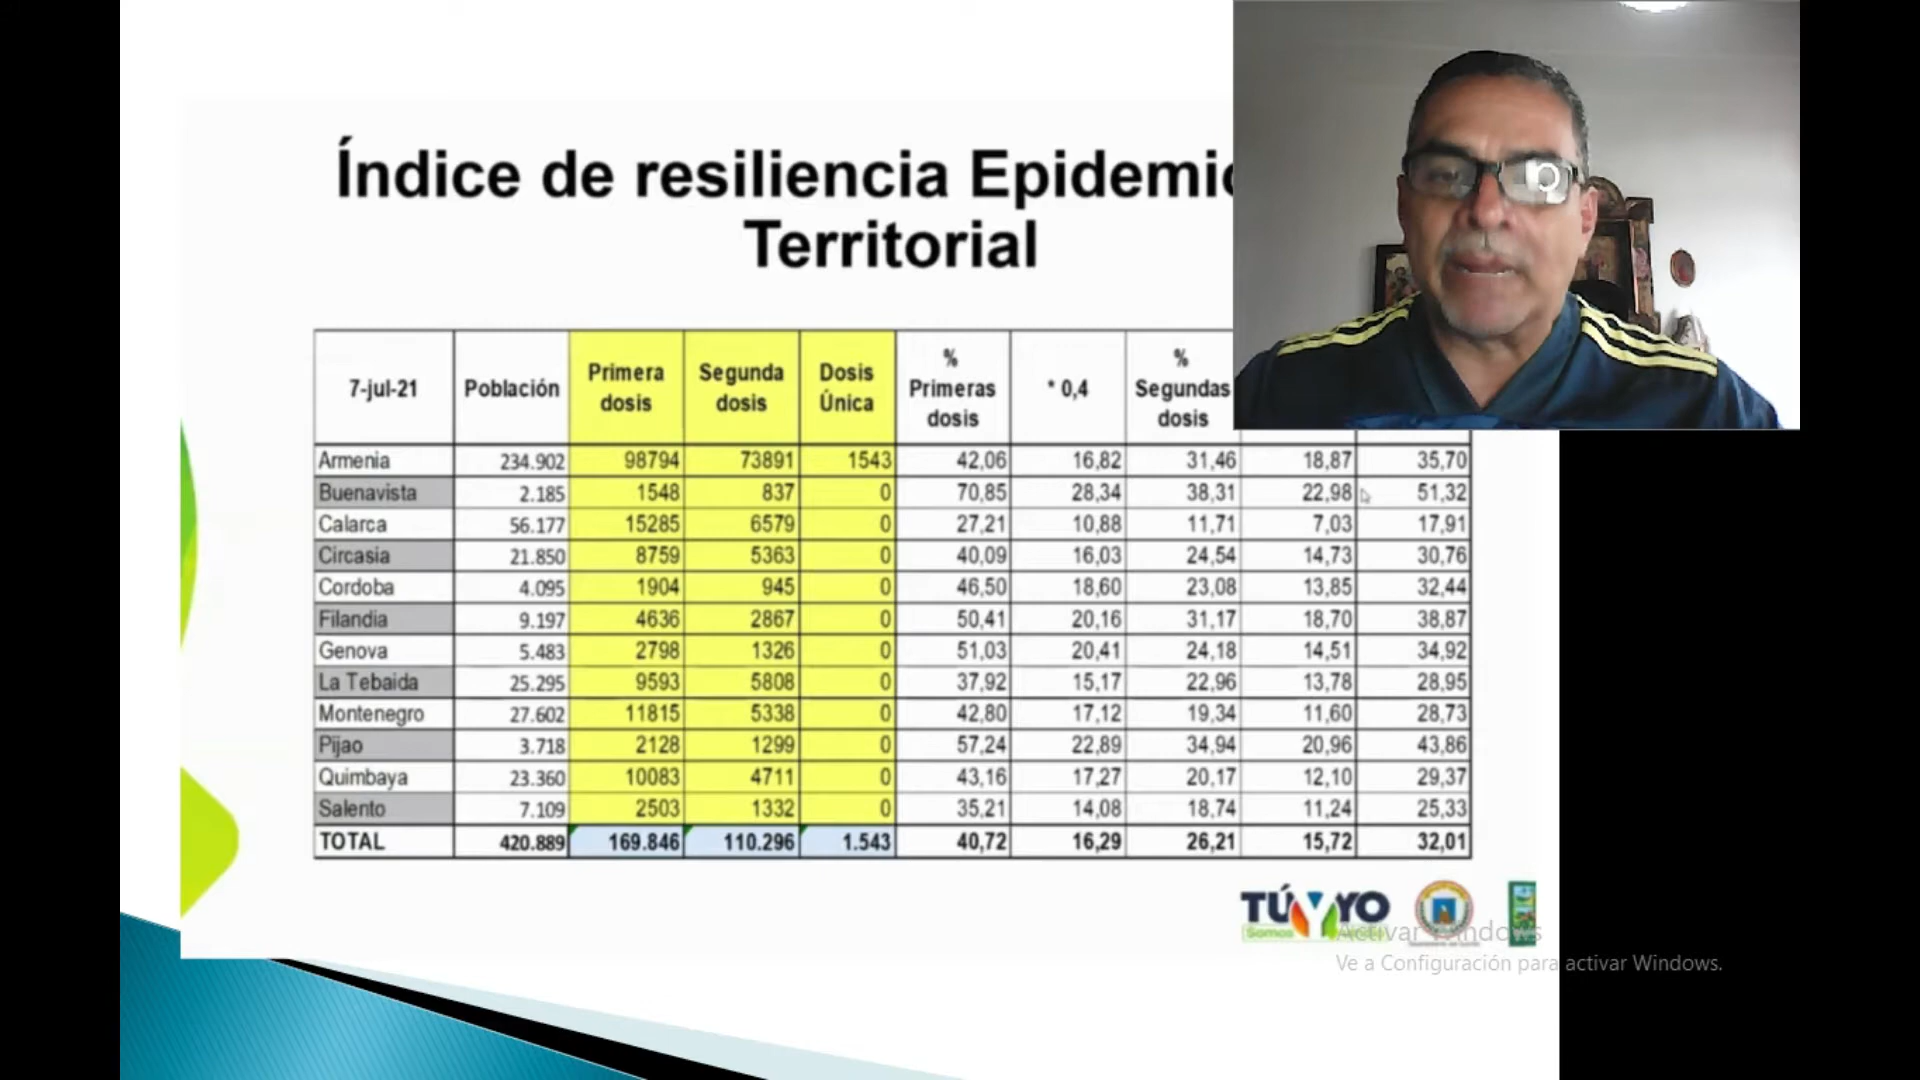 Índice de resiliencia Epidemi
Territorial
7-jul-21 Población Primera dosis Segunda dosis Dosis Única % Primeras dosis * 0,4 % Segundas dosis
Armenia 234.902 98794 73891 1543 42,06 16,82 31,46 18,87 35,70
Buenavista 2.185 1548 837 0 70,85 28,34 38,31 22,98 51,32
Calarca 56.177 15285 6579 0 27,21 10,88 11,71 7,03 17,91
Circasia 21.850 8759 5363 0 40,09 16,03 24,54 14,73 30,76
Cordoba 4.095 1904 945 0 46,50 18,60 23,08 13,85 32,44
Filandia 9.197 4636 2867 0 50,41 20,16 31,17 18,70 38,87
Genova 5.483 2798 1326 0 51,03 20,41 24,18 14,51 34,92
La Tebaida 25.295 9593 5808 0 37,92 15,17 22,96 13,78 28,95
Montenegro 27.602 11815 5338 0 42,80 17,12 19,34 11,60 28,73
Pijao 3.718 2128 1299 0 57,24 22,89 34,94 20,96 43,86
Quimbaya 23.360 10083 4711 0 43,16 17,27 20,17 12,10 29,37
Salento 7.109 2503 1332 0 35,21 14,08 18,74 11,24 25,33
TOTAL 420.889 169.846 110.296 1.543 40,72 16,29 26,21 15,72 32,01
TÚ Y YO
Somos
Activar Windows
Ve a Configuración para activar Windows.